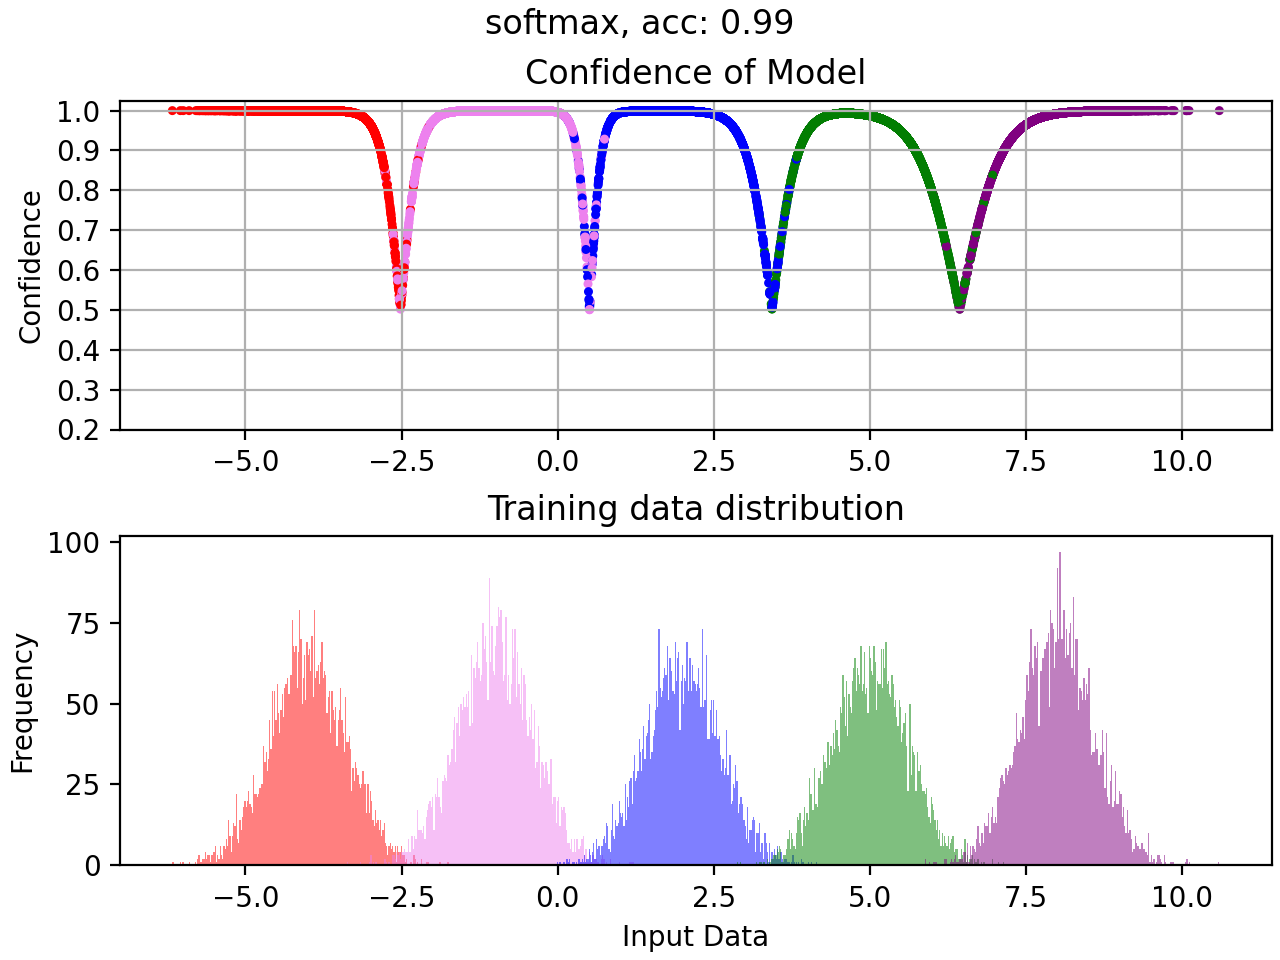 softmax, acc: 0.99
Confidence of Model
Confidence
1.0
0.9
0.8
0.7
0.6
0.5
0.4
0.3
0.2
−5.0 −2.5 0.0 2.5 5.0 7.5 10.0
Training data distribution
Frequency
100
75
50
25
0
−5.0 −2.5 0.0 2.5 5.0 7.5 10.0
Input Data